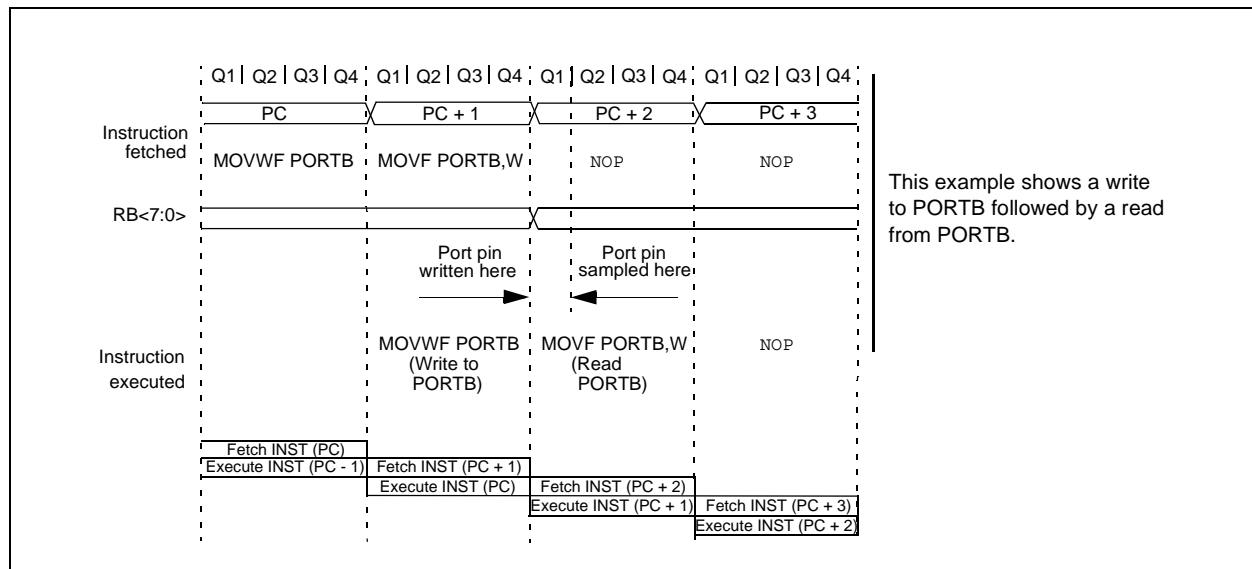 Q1 Q2 Q3 Q4 Q1 Q2 Q3 Q4 Q1 Q2 Q3 Q4 Q1 Q2 Q3 Q4
PC PC + 1 PC + 2 PC + 3
Instruction
fetched
MOVWF PORTB MOVF PORTB,W NOP NOP
RB<7:0>
This example shows a write
to PORTB followed by a read
from PORTB.
Port pin
written here
Port pin
sampled here
Instruction
executed
MOVWF PORTB
(Write to
PORTB)
MOVF PORTB,W
(Read
PORTB)
NOP
Fetch INST (PC)
Execute INST (PC - 1) Fetch INST (PC + 1)
Execute INST (PC) Fetch INST (PC + 2)
Execute INST (PC + 1) Fetch INST (PC + 3)
Execute INST (PC + 2)